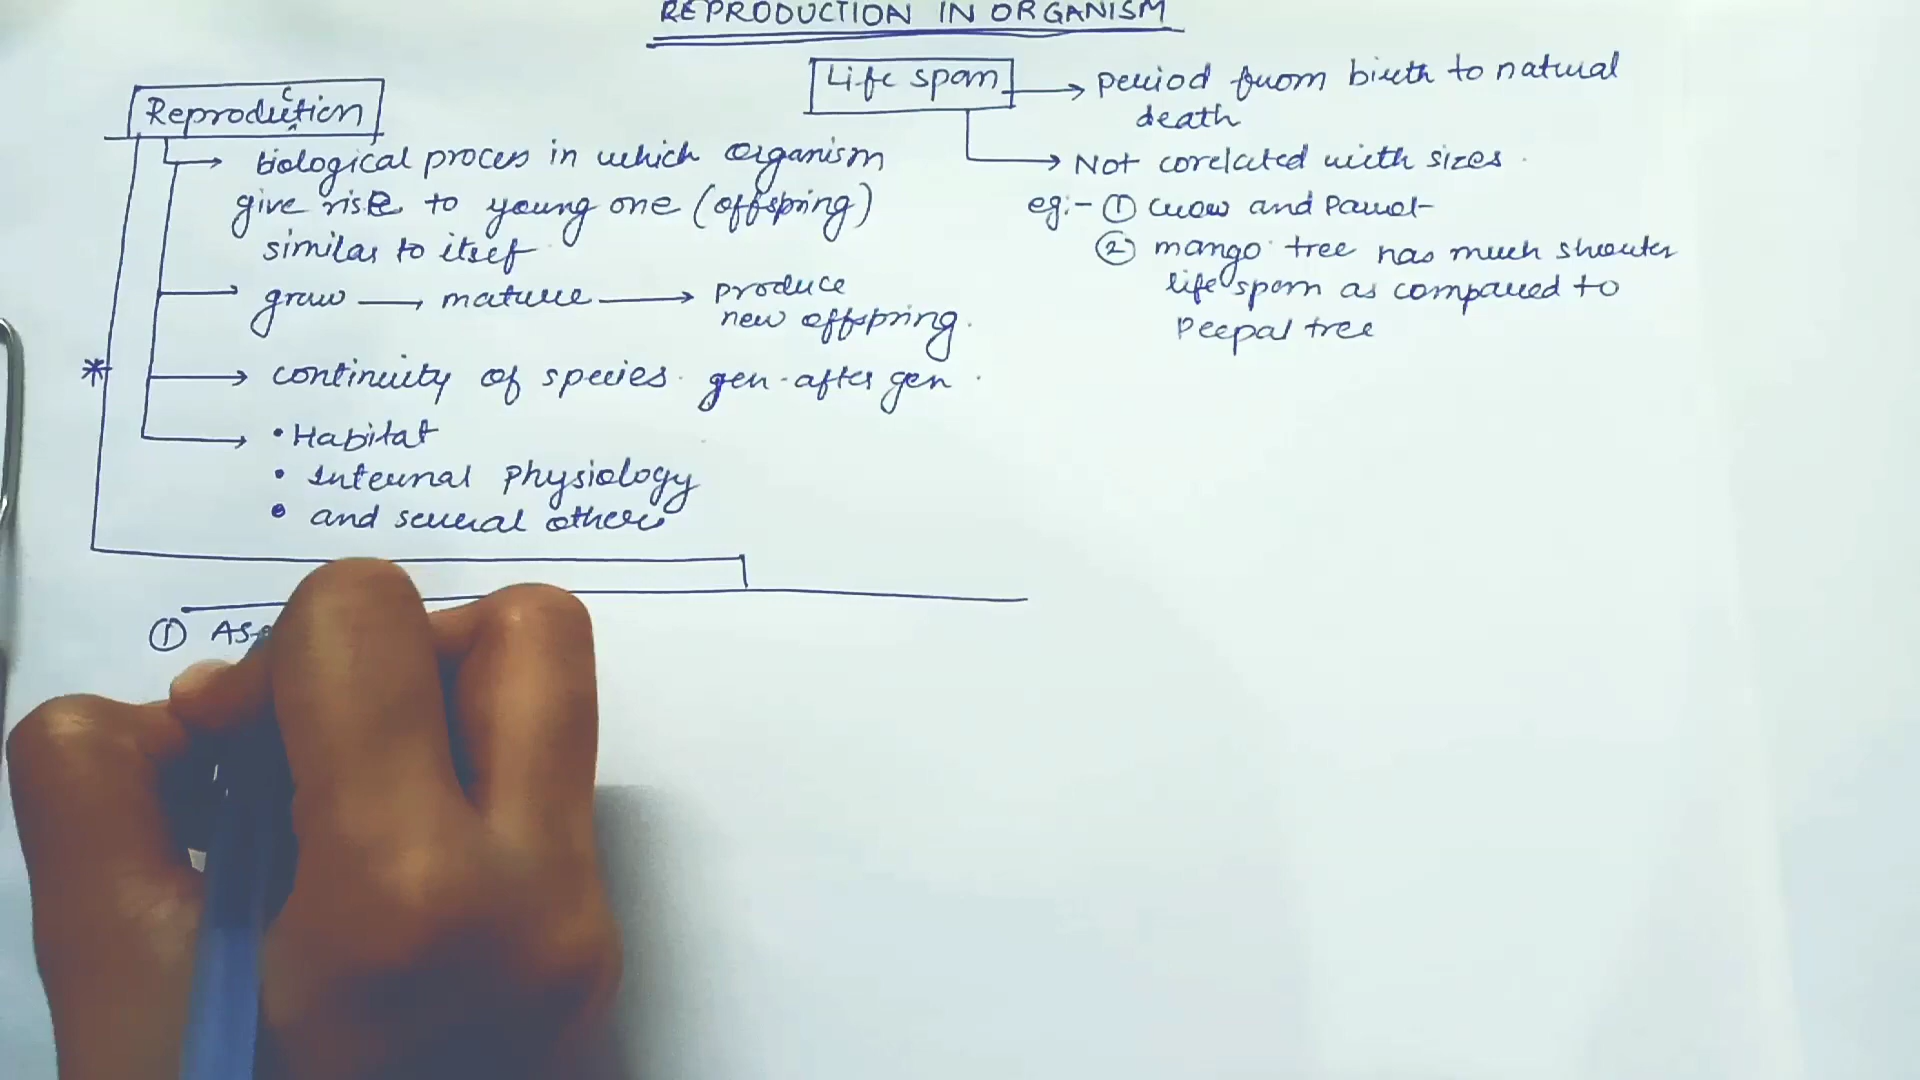 REPRODUCTION IN ORGANISM
Reproduction
biological proces in which organism
give rise to young one (offspring)
similar to itself
grow → mature → produce
new offspring.
* → continuity of species. gen. after gen.
• Habitat
• Internal physiology
• and several others
① AS
Life span → period from birth to natural
death
→ Not corelated with sizes.
eg:- ① crow and Parrot
② mango tree has much shorter
life span as compared to
Peepal tree